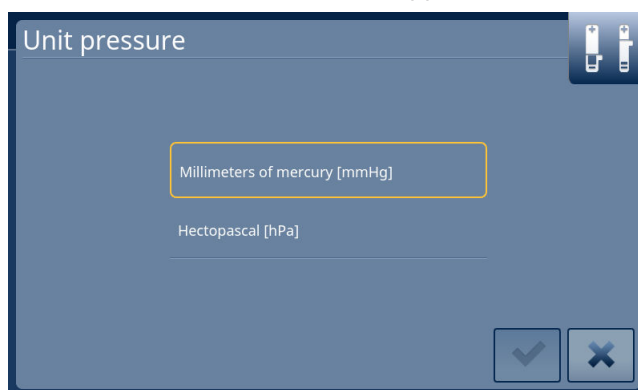 Unit pressure
Millimeters of mercury [mmHg]
Hectopascal [hPa]